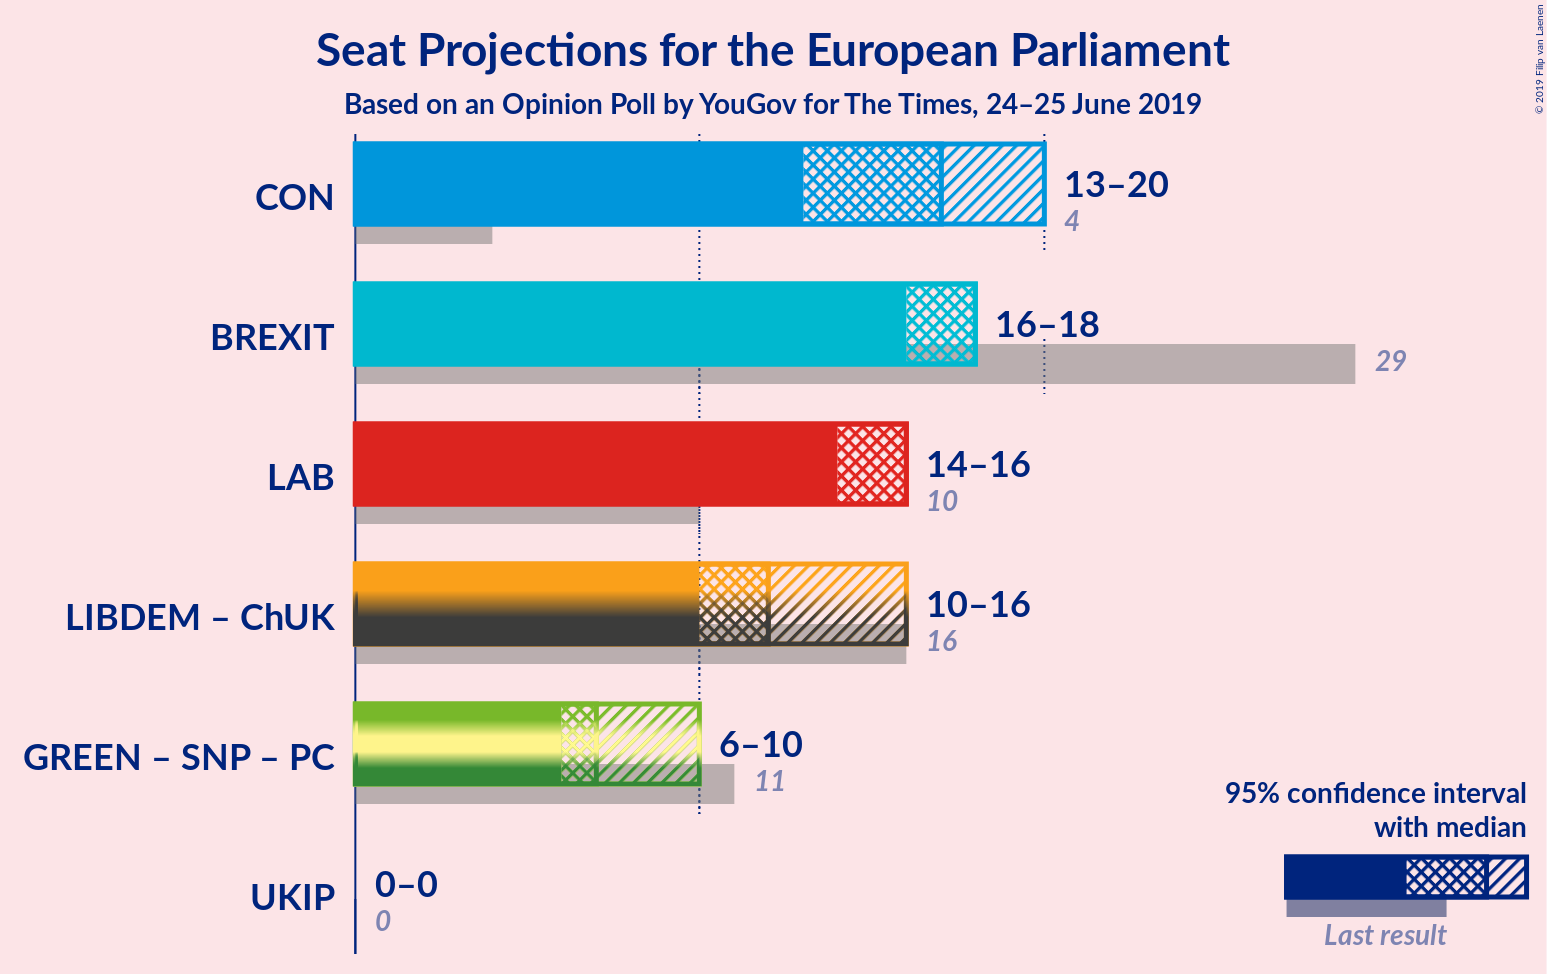 Seat Projections for the European Parliament
Based on an Opinion Poll by YouGov for The Times, 24–25 June 2019
© 2019 Filip van Laenen
CON
13–20
4
BREXIT
16–18
29
LAB
14–16
10
LIBDEM – ChUK
10–16
16
GREEN – SNP – PC
6–10
11
UKIP
0–0
0
95% confidence interval
with median
Last result